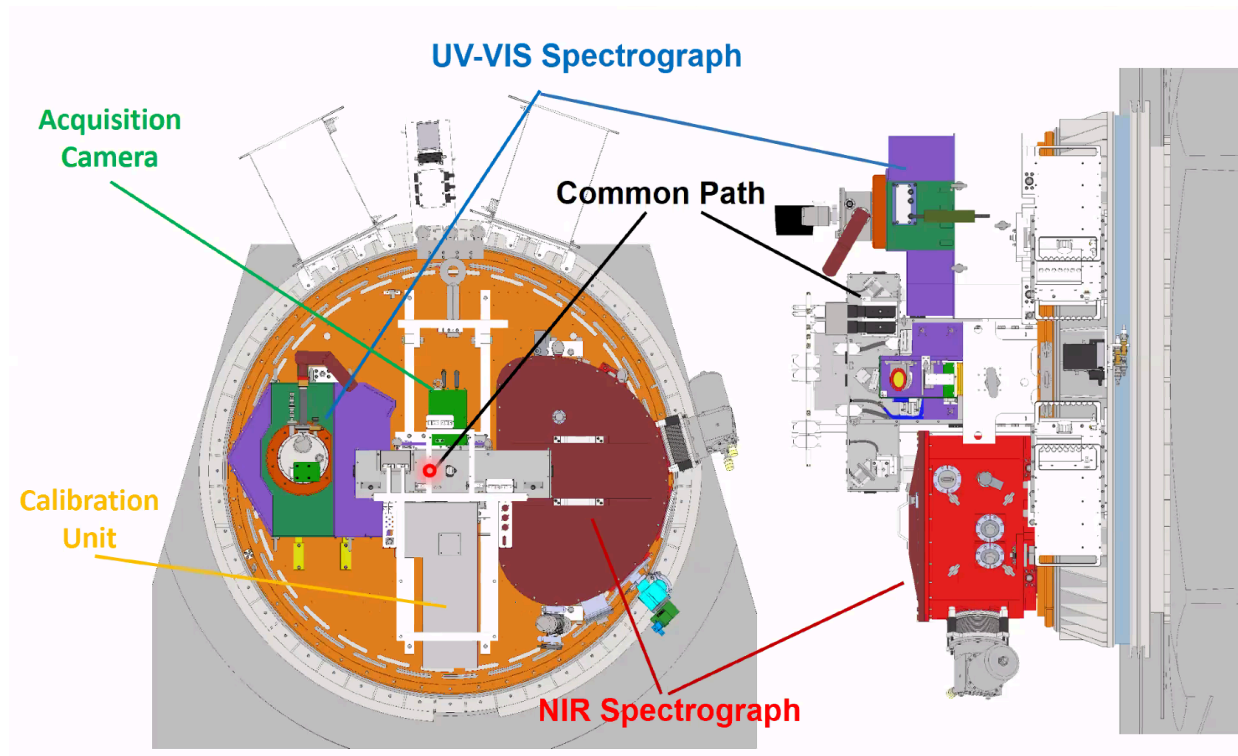 UV-VIS Spectrograph
Acquisition
Camera
Common Path
Calibration
Unit
NIR Spectrograph